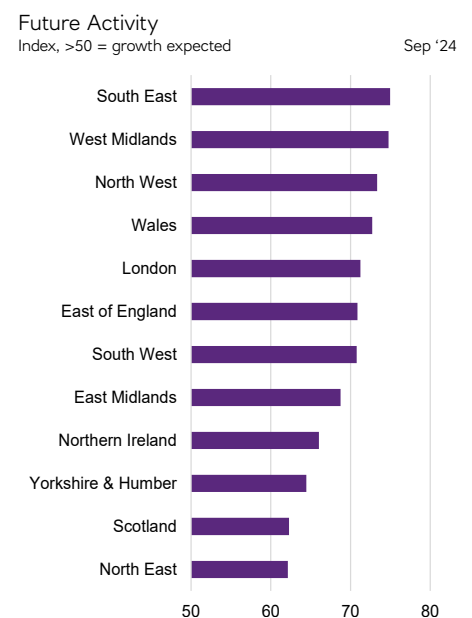 Future Activity
Index, >50 = growth expected
Sep ‘24
South East
West Midlands
North West
Wales
London
East of England
South West
East Midlands
Northern Ireland
Yorkshire & Humber
Scotland
North East
50 60 70 80